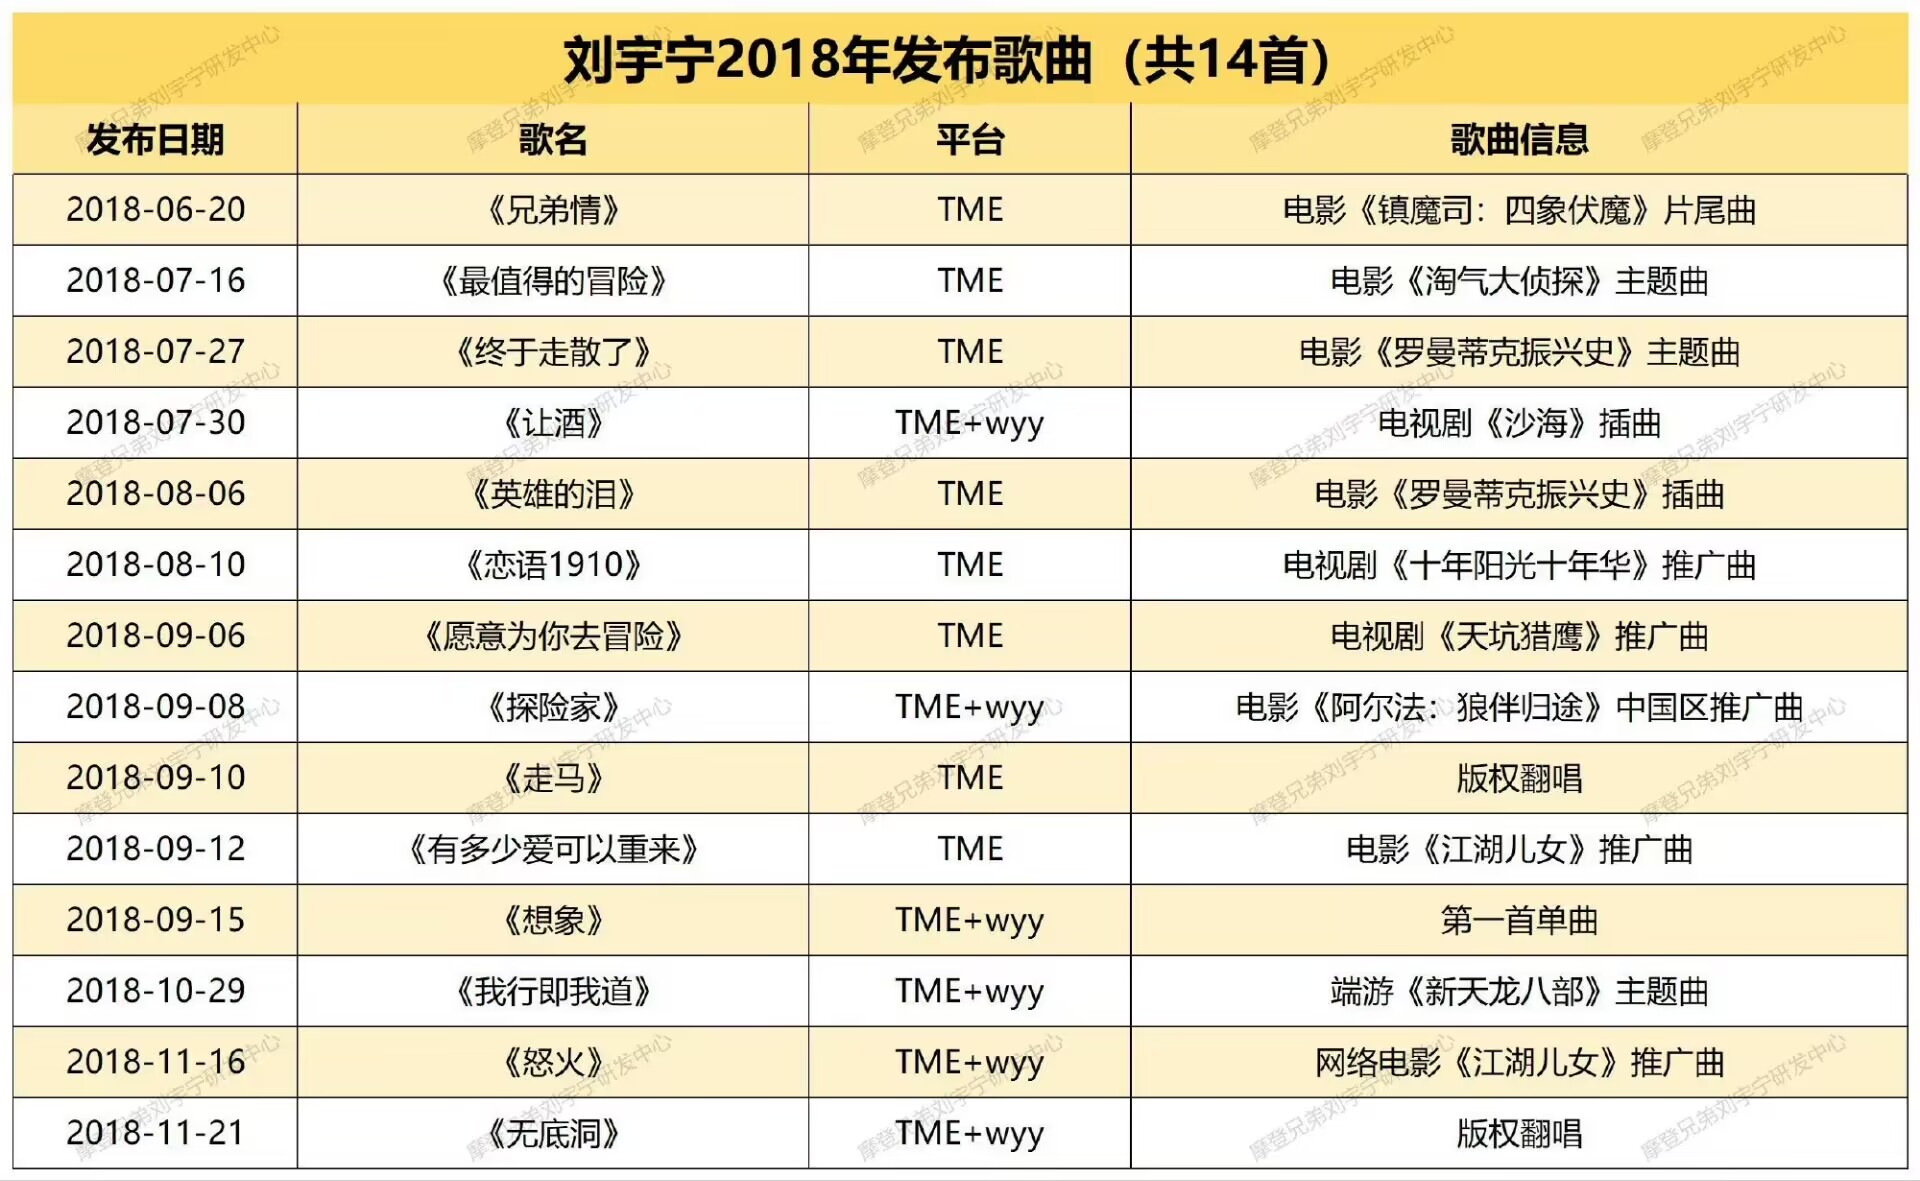 刘宇宁2018年发布歌曲（共14首）
发布日期 歌名 平台 歌曲信息
2018-06-20 《兄弟情》 TME 电影《镇魔司：四象伏魔》片尾曲
2018-07-16 《最值得的冒险》 TME 电影《淘气大侦探》主题曲
2018-07-27 《终于走散了》 TME 电影《罗曼蒂克振兴史》主题曲
2018-07-30 《让酒》 TME+wyy 电视剧《沙海》插曲
2018-08-06 《英雄的泪》 TME 电影《罗曼蒂克振兴史》插曲
2018-08-10 《恋语1910》 TME 电视剧《十年阳光十年华》推广曲
2018-09-06 《愿意为你去冒险》 TME 电视剧《天坑猎鹰》推广曲
2018-09-08 《探险家》 TME+wyy 电影《阿尔法：狼伴归途》中国区推广曲
2018-09-10 《走马》 TME 版权翻唱
2018-09-12 《有多少爱可以重来》 TME 电影《江湖儿女》推广曲
2018-09-15 《想象》 TME+wyy 第一首单曲
2018-10-29 《我行即我道》 TME+wyy 端游《新天龙八部》主题曲
2018-11-16 《怒火》 TME+wyy 网络电影《江湖儿女》推广曲
2018-11-21 《无底洞》 TME+wyy 版权翻唱
摩登兄弟刘宇宁研发中心